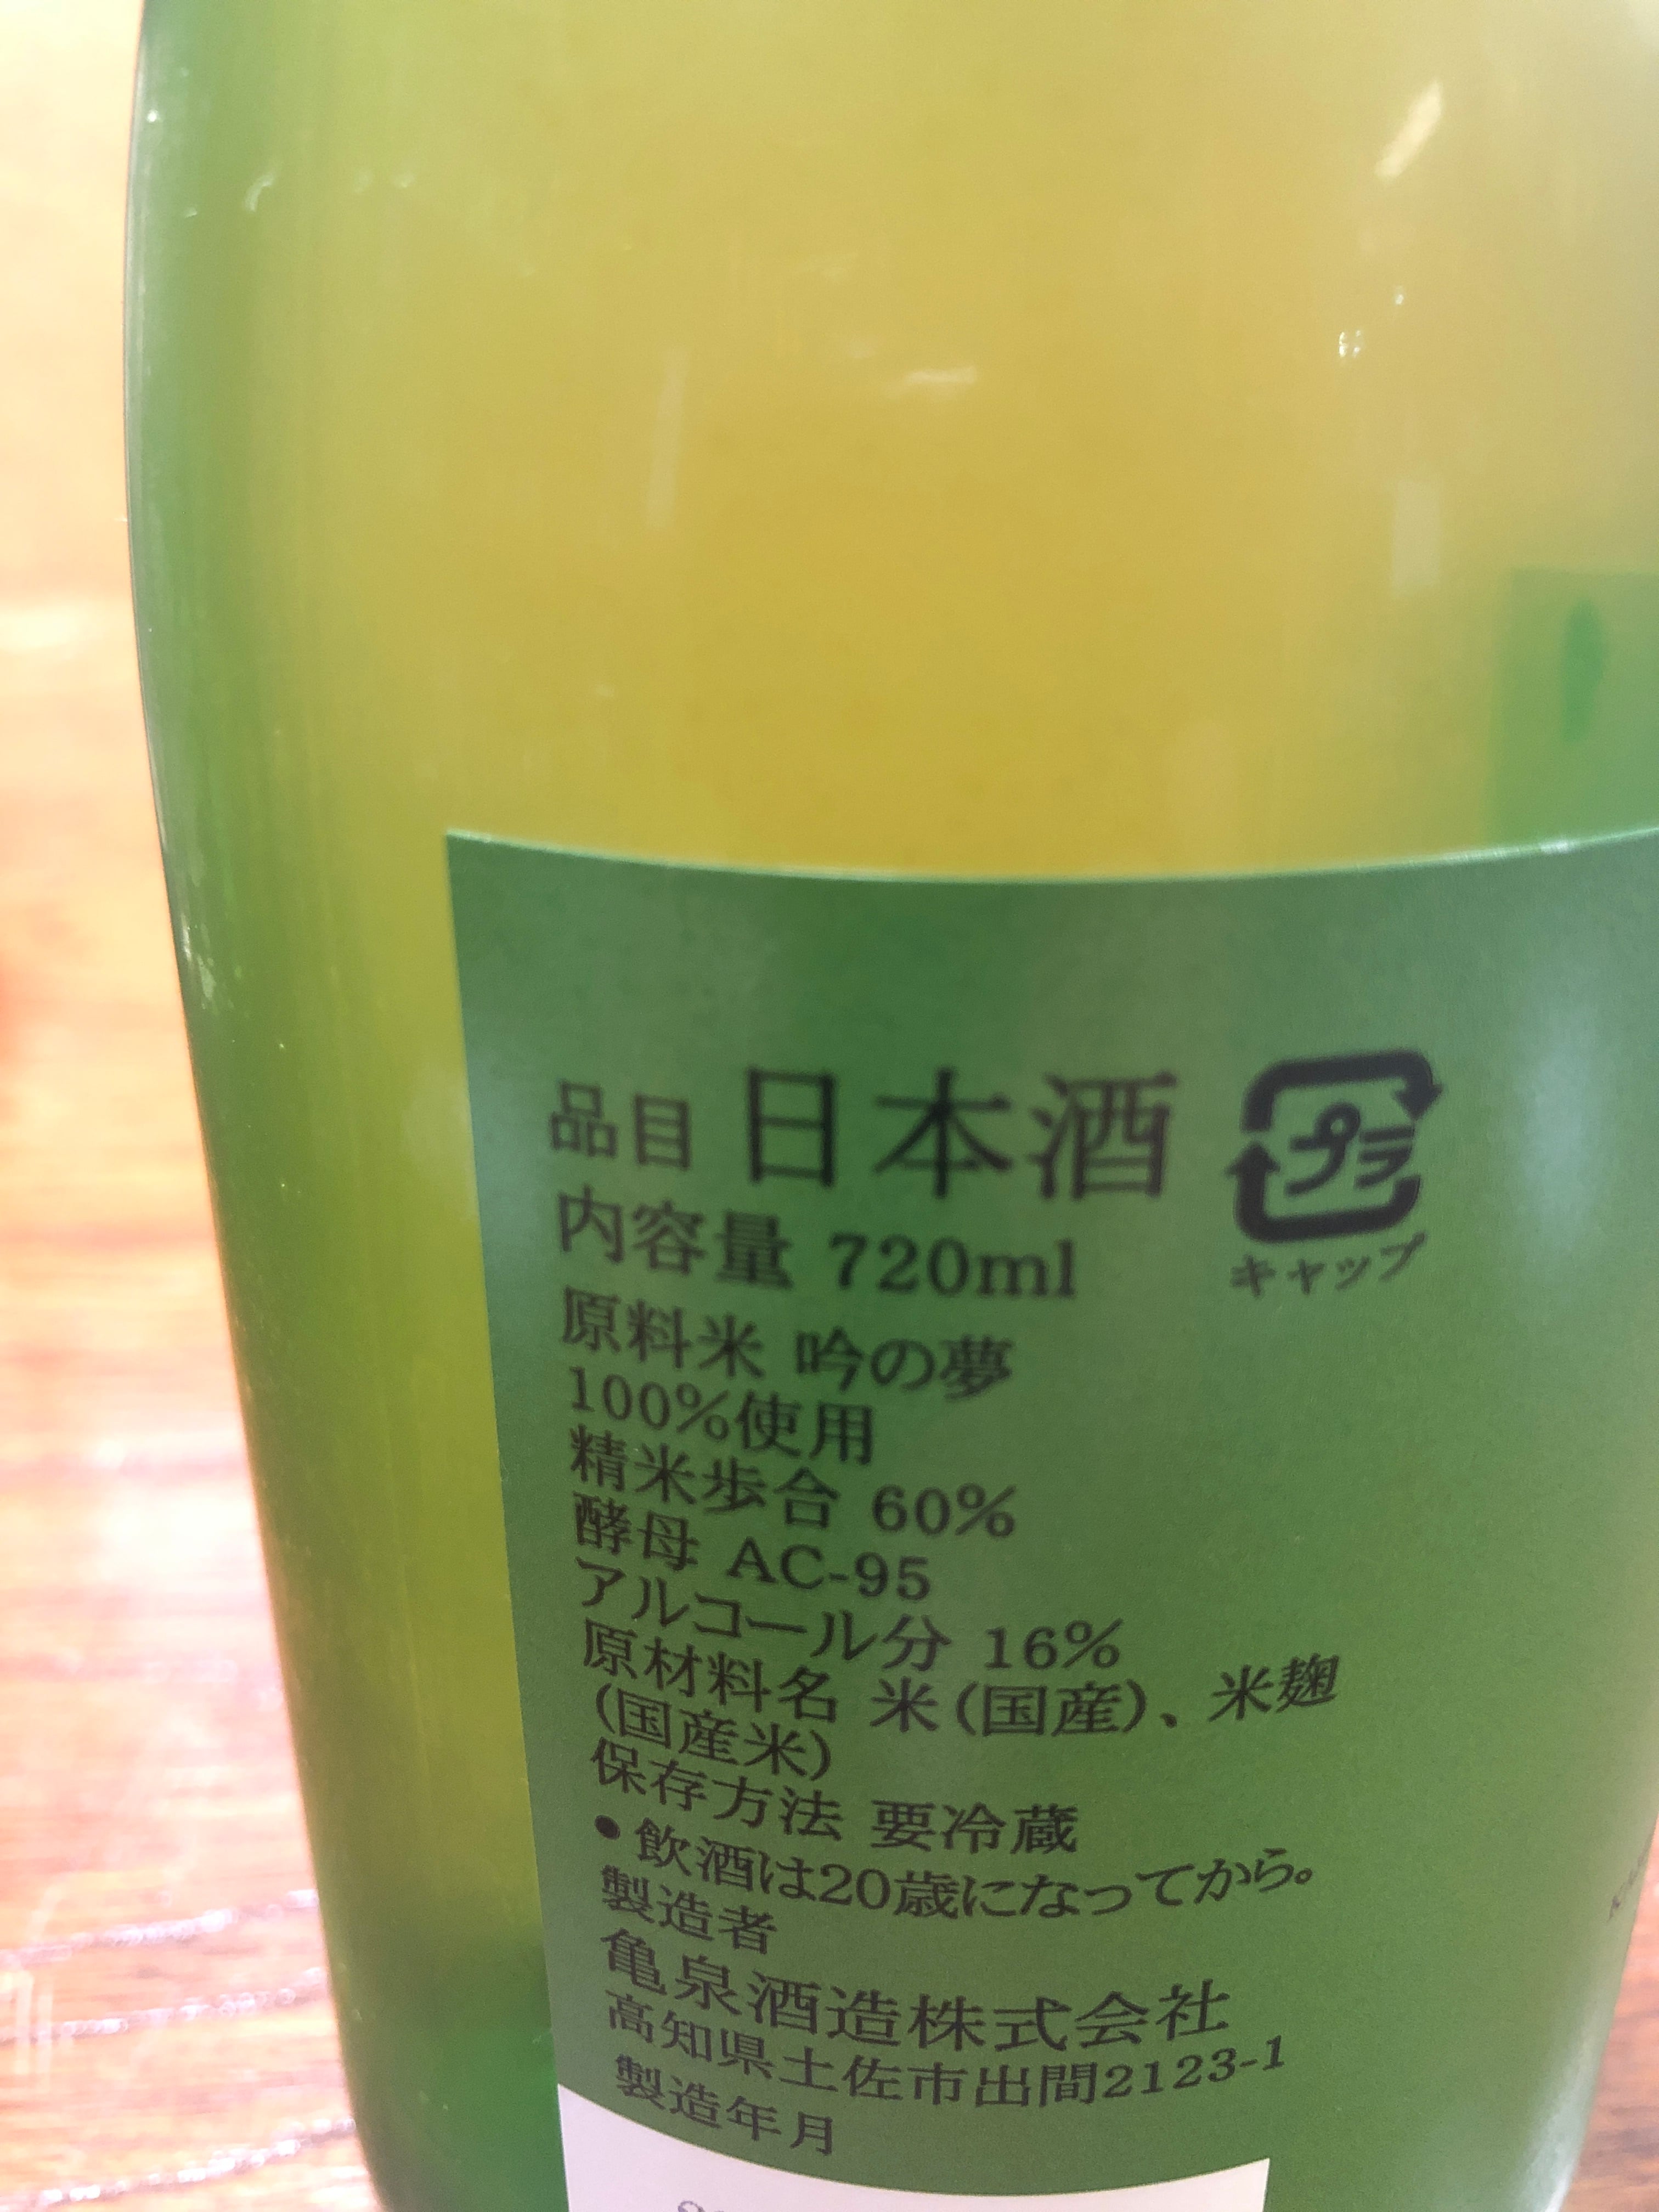 品目 日本酒
プラ
キャップ
内容量 720ml
原料米 吟の夢
100%使用
精米歩合 60%
酵母 AC-95
アルコール分 16%
原材料名 米(国産)、米麹
(国産米)
保存方法 要冷蔵
•飲酒は20歳になってから。
製造者
亀泉酒造株式会社
高知県土佐市出間2123-1
製造年月